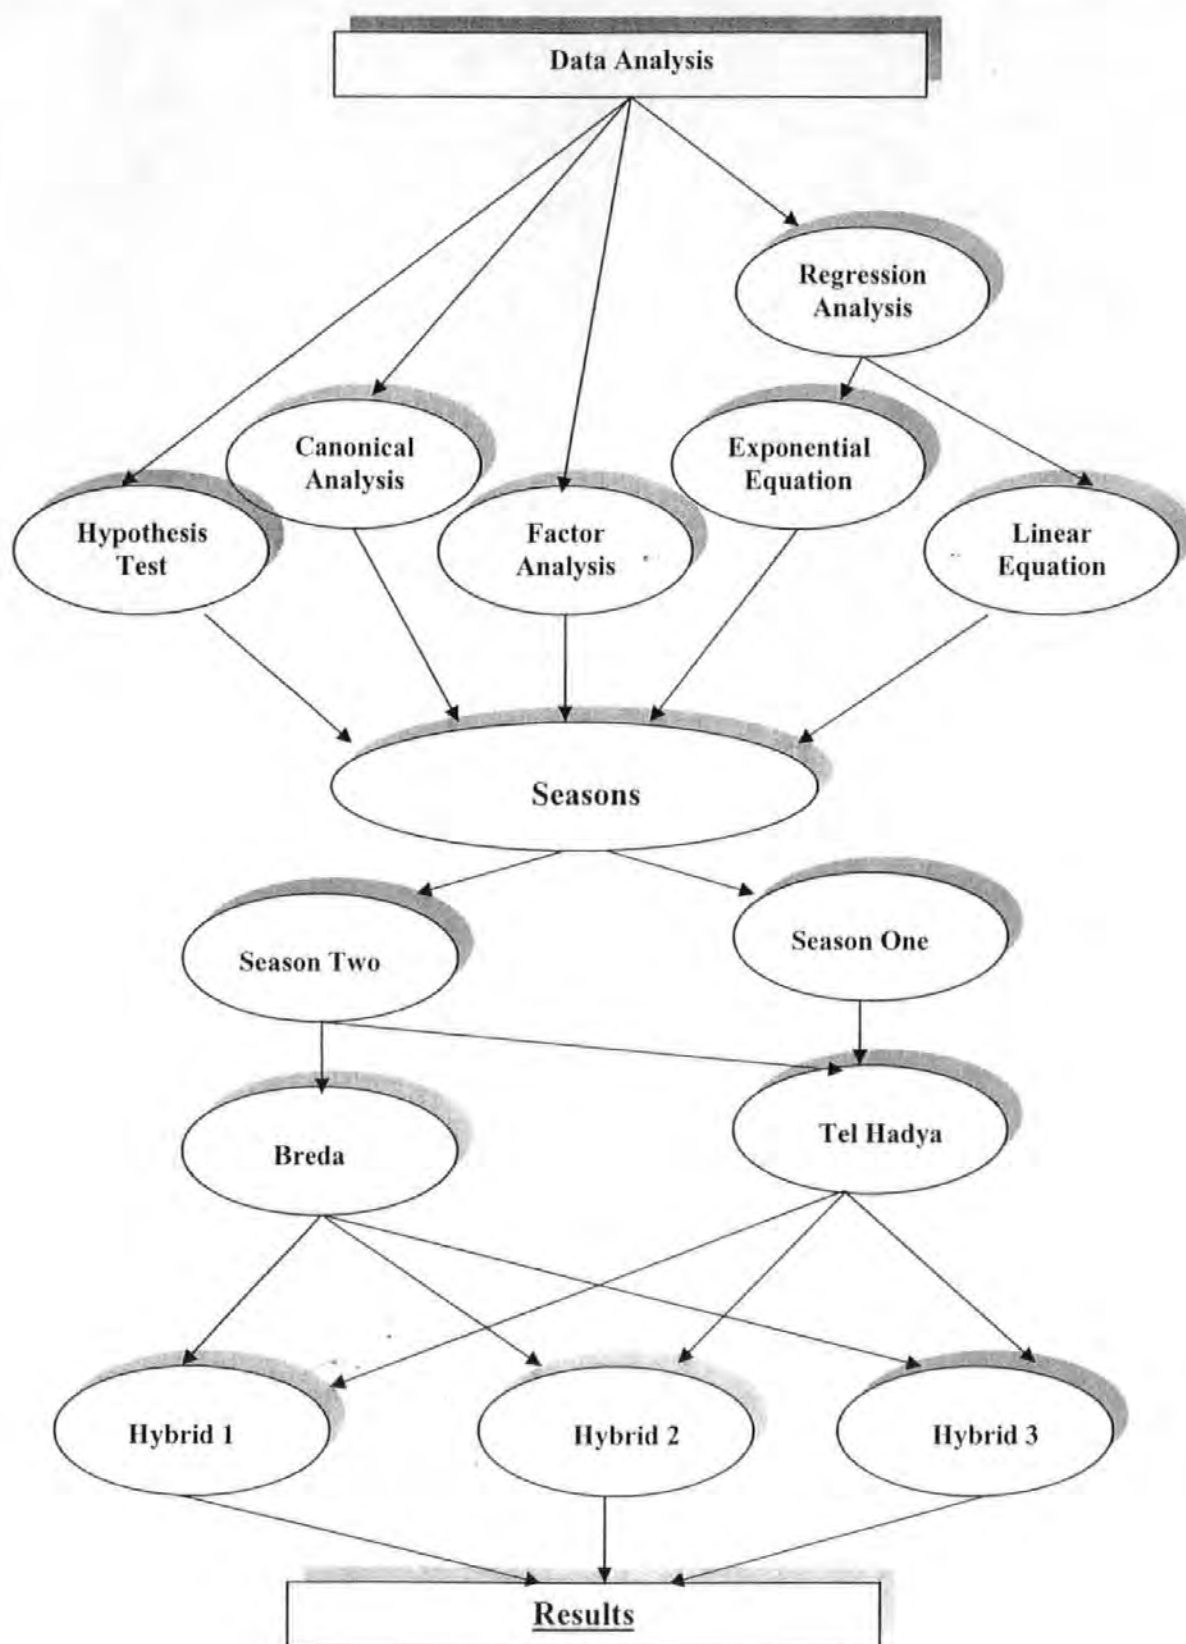 Data Analysis
Regression
Analysis
Canonical
Analysis
Exponential
Equation
Hypothesis
Test
Factor
Analysis
Linear
Equation
Seasons
Season Two
Season One
Breda
Tel Hadya
Hybrid 1
Hybrid 2
Hybrid 3
Results